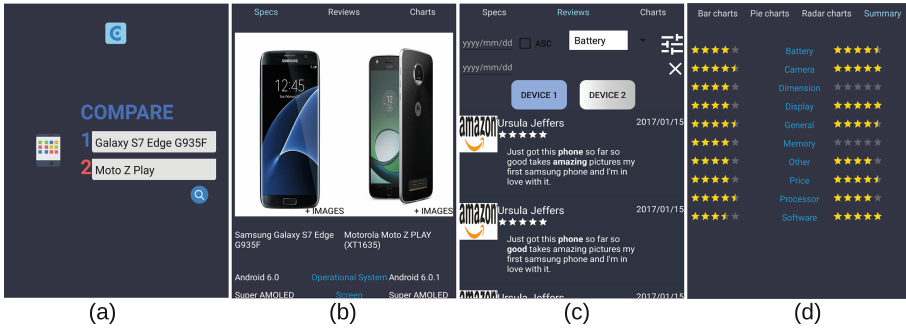 COMPARE
1 Galaxy S7 Edge G935F
2 Moto Z Play
(a)
Specs Reviews Charts
SAMSUNG
12:45
+ IMAGES + IMAGES
Samsung Galaxy S7 Edge G935F
Motorola Moto Z PLAY (XT1635)
Android 6.0 Operational System Android 6.0.1
Super AMOLED Screen Super AMOLED
(b)
Specs Reviews Charts
yyyy/mm/dd ASC Battery
yyyy/mm/dd
DEVICE 1 DEVICE 2
amazon Ursula Jeffers 2017/01/15
Just got this phone so far so
good takes amazing pictures my
first samsung phone and I'm in
love with it.
amazon Ursula Jeffers 2017/01/15
Just got this phone so far so
good takes amazing pictures my
first samsung phone and I'm in
love with it.
Ursula Jeffers 2017/01/15
(c)
Bar charts Pie charts Radar charts Summary
Battery
Camera
Dimension
Display
General
Memory
Other
Price
Processor
Software
(d)